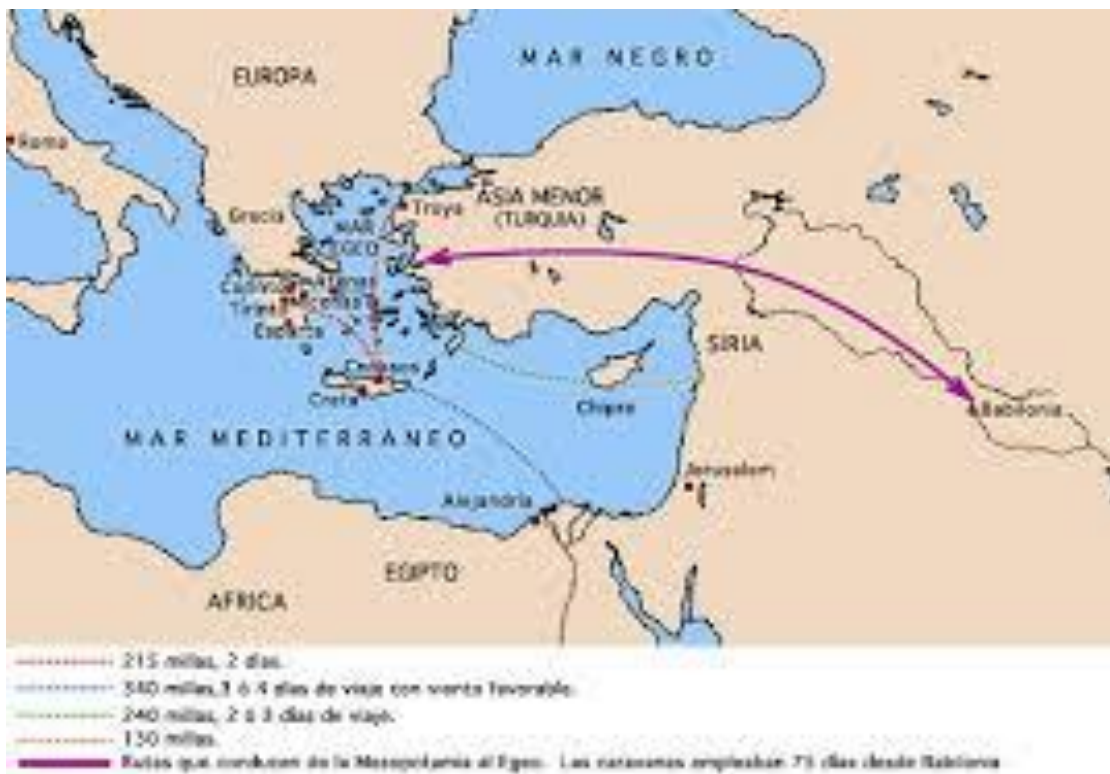 MAR NEGRO
EUROPA
Roma
ASIA MENOR
(TURQUIA)
Troya
Grecia
MAR
EGEO
Atenas
Micenas
Esparta
SIRIA
Creta
Chipre
Babilonia
MAR MEDITERRÁNEO
Jerusalem
Alejandría
EGIPTO
AFRICA
215 millas, 2 días.
340 millas,3 ó 4 días de viaje con viento favorable.
240 millas, 2 ó 3 días de viaje.
130 millas.
Rutas que conducen de la Mesopotamia al Egeo. Las caravanas empleaban 75 días desde Babilonia